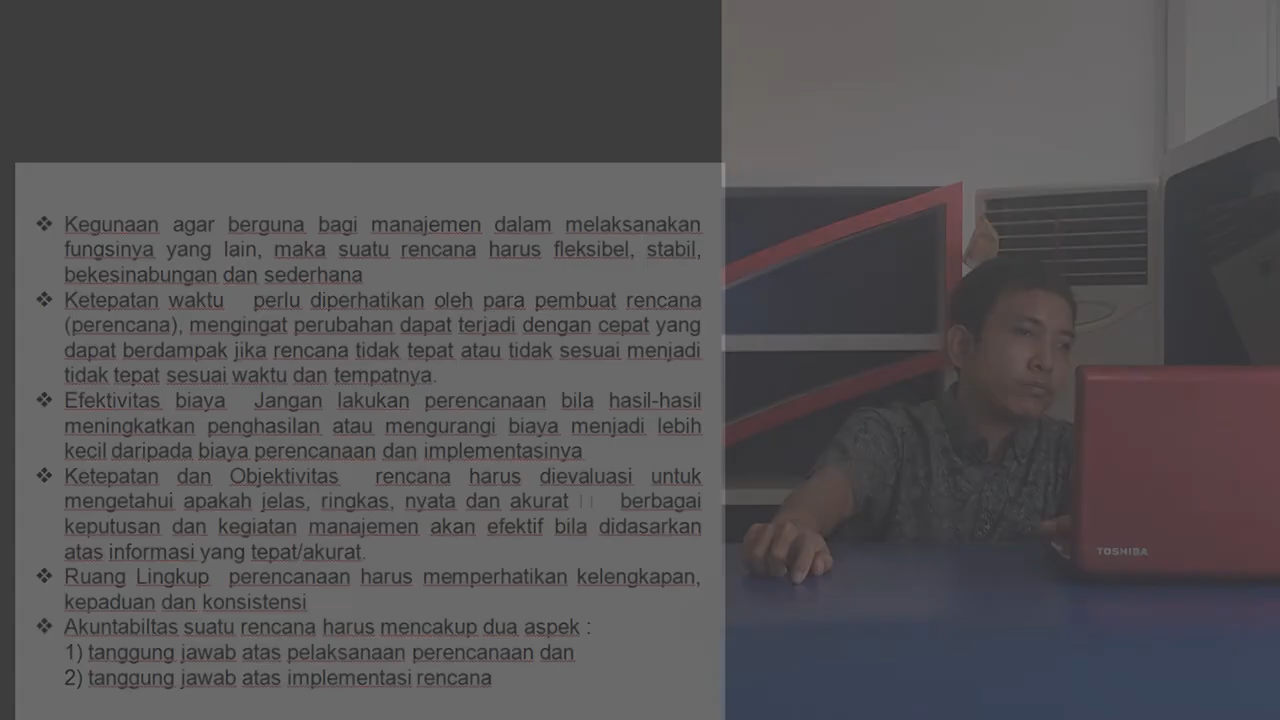 ❖ Kegunaan agar berguna bagi manajemen dalam melaksanakan
fungsinya yang lain, maka suatu rencana harus fleksibel, stabil,
bekesinabungan dan sederhana
❖ Ketepatan waktu perlu diperhatikan oleh para pembuat rencana
(perencana), mengingat perubahan dapat terjadi dengan cepat yang
dapat berdampak jika rencana tidak tepat atau tidak sesuai menjadi
tidak tepat sesuai waktu dan tempatnya.
❖ Efektivitas biaya Jangan lakukan perencanaan bila hasil-hasil
meningkatkan penghasilan atau mengurangi biaya menjadi lebih
kecil daripada biaya perencanaan dan implementasinya
❖ Ketepatan dan Objektivitas rencana harus dievaluasi untuk
mengetahui apakah jelas, ringkas, nyata dan akurat berbagai
keputusan dan kegiatan manajemen akan efektif bila didasarkan
atas informasi yang tepat/akurat.
❖ Ruang Lingkup perencanaan harus memperhatikan kelengkapan,
kepaduan dan konsistensi
❖ Akuntabiltas suatu rencana harus mencakup dua aspek :
1) tanggung jawab atas pelaksanaan perencanaan dan
2) tanggung jawab atas implementasi rencana
TOSHIBA